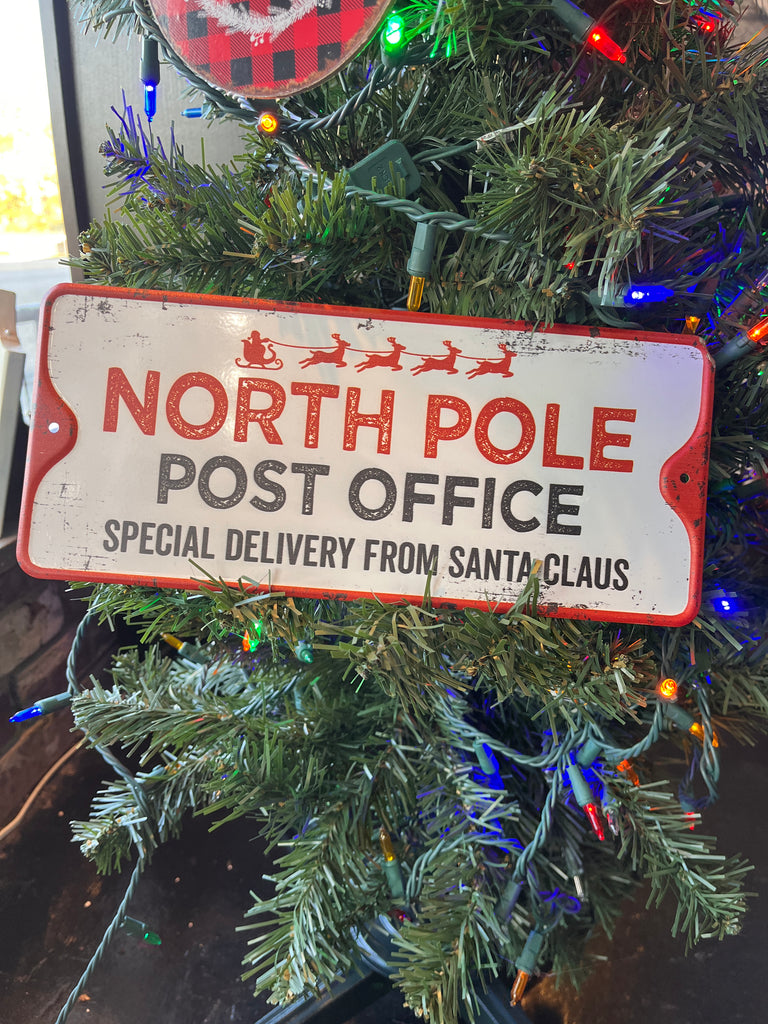 NORTH POLE
POST OFFICE
SPECIAL DELIVERY FROM SANTA CLAUS